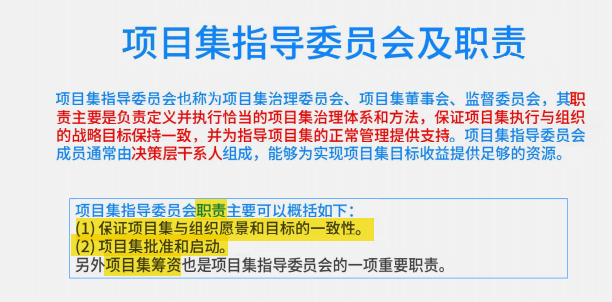 项目集指导委员会及职责
项目集指导委员会也称为项目集治理委员会、项目集董事会、监督委员会，其职
责主要是负责定义并执行恰当的项目集治理体系和方法，保证项目集执行与组织
的战略目标保持一致，并为指导项目集的正常管理提供支持。项目集指导委员会
成员通常由决策层干系人组成，能够为实现项目集目标收益提供足够的资源。
项目集指导委员会职责主要可以概括如下：
(1) 保证项目集与组织愿景和目标的一致性。
(2) 项目集批准和启动。
另外项目集筹资也是项目集指导委员会的一项重要职责。